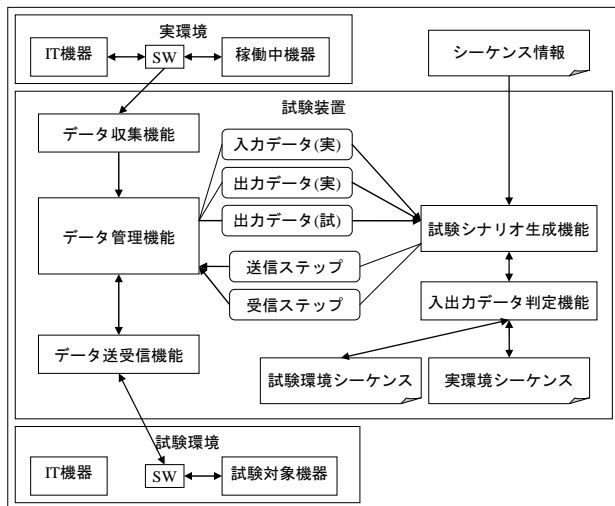 実環境
IT機器
SW
稼働中機器
シーケンス情報
試験装置
データ収集機能
入力データ(実)
出力データ(実)
出力データ(試)
データ管理機能
試験シナリオ生成機能
送信ステップ
受信ステップ
入出力データ判定機能
データ送受信機能
試験環境シーケンス
実環境シーケンス
試験環境
IT機器
SW
試験対象機器